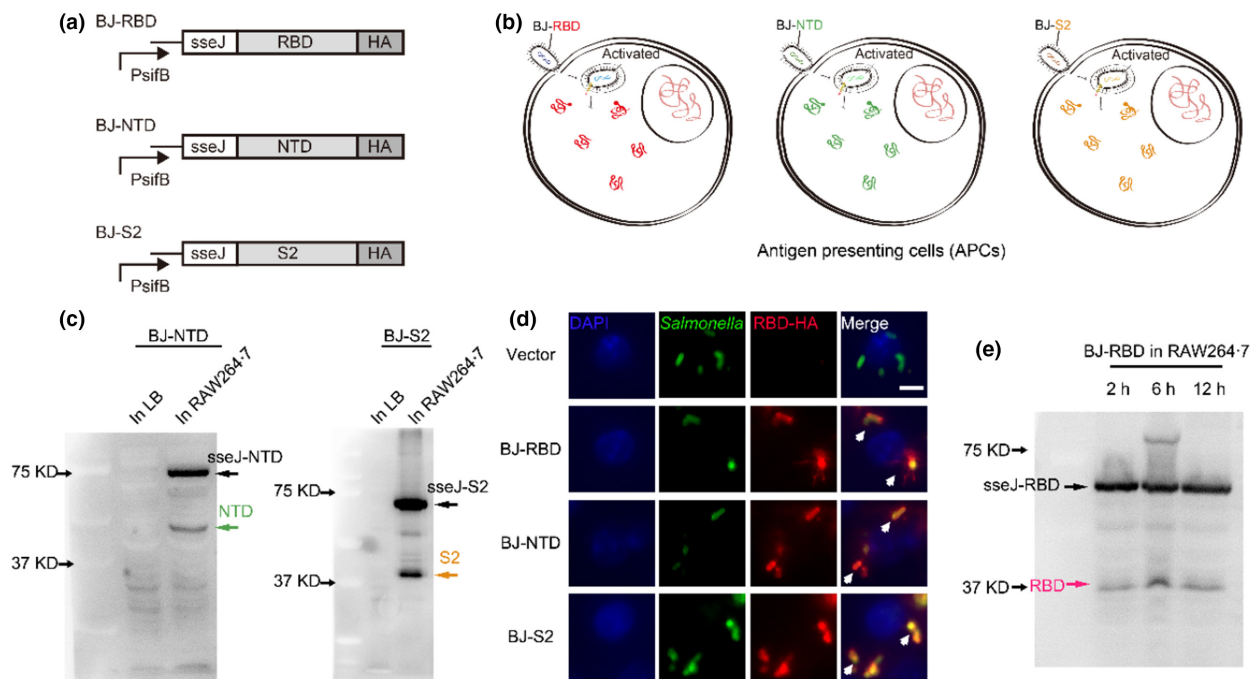 (a)
BJ-RBD
sseJ RBD HA
PsifB
BJ-NTD
sseJ NTD HA
PsifB
BJ-S2
sseJ S2 HA
PsifB
(b)
BJ-RBD
Activated
BJ-NTD
Activated
BJ-S2
Activated
Antigen presenting cells (APCs)
(c)
BJ-NTD
In LB
In RAW264·7
75 KD
sseJ-NTD
NTD
37 KD
BJ-S2
In LB
In RAW264·7
75 KD
sseJ-S2
S2
37 KD
(d)
DAPI Salmonella RBD-HA Merge
Vector
BJ-RBD
BJ-NTD
BJ-S2
(e)
BJ-RBD in RAW264·7
2 h 6 h 12 h
75 KD
sseJ-RBD
37 KD RBD